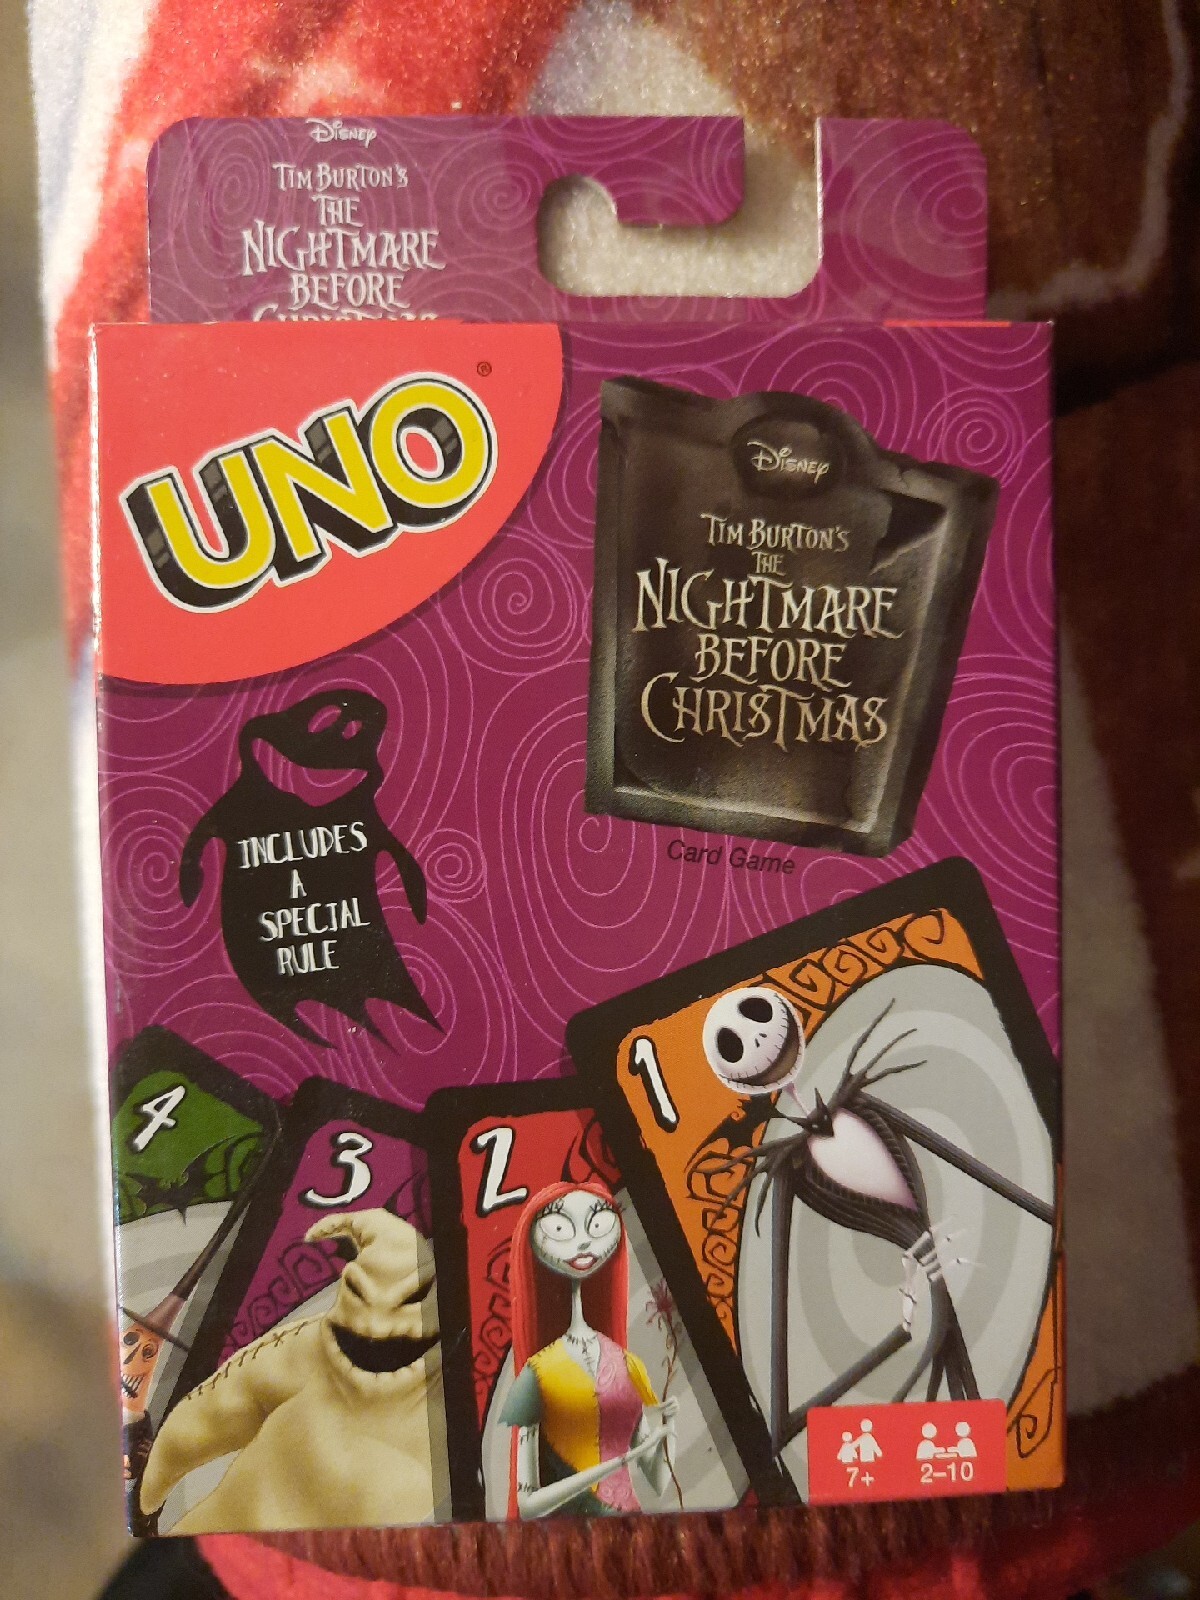 Disney
TIM BURTON'S
THE
NIGHTMARE
BEFORE
CHRISTMAS
UNO®
Disney
TIM BURTON'S
THE
NIGHTMARE
BEFORE
CHRISTMAS
Card Game
INCLUDES
A
SPECIAL
RULE
4
3
2
1
7+
2-10